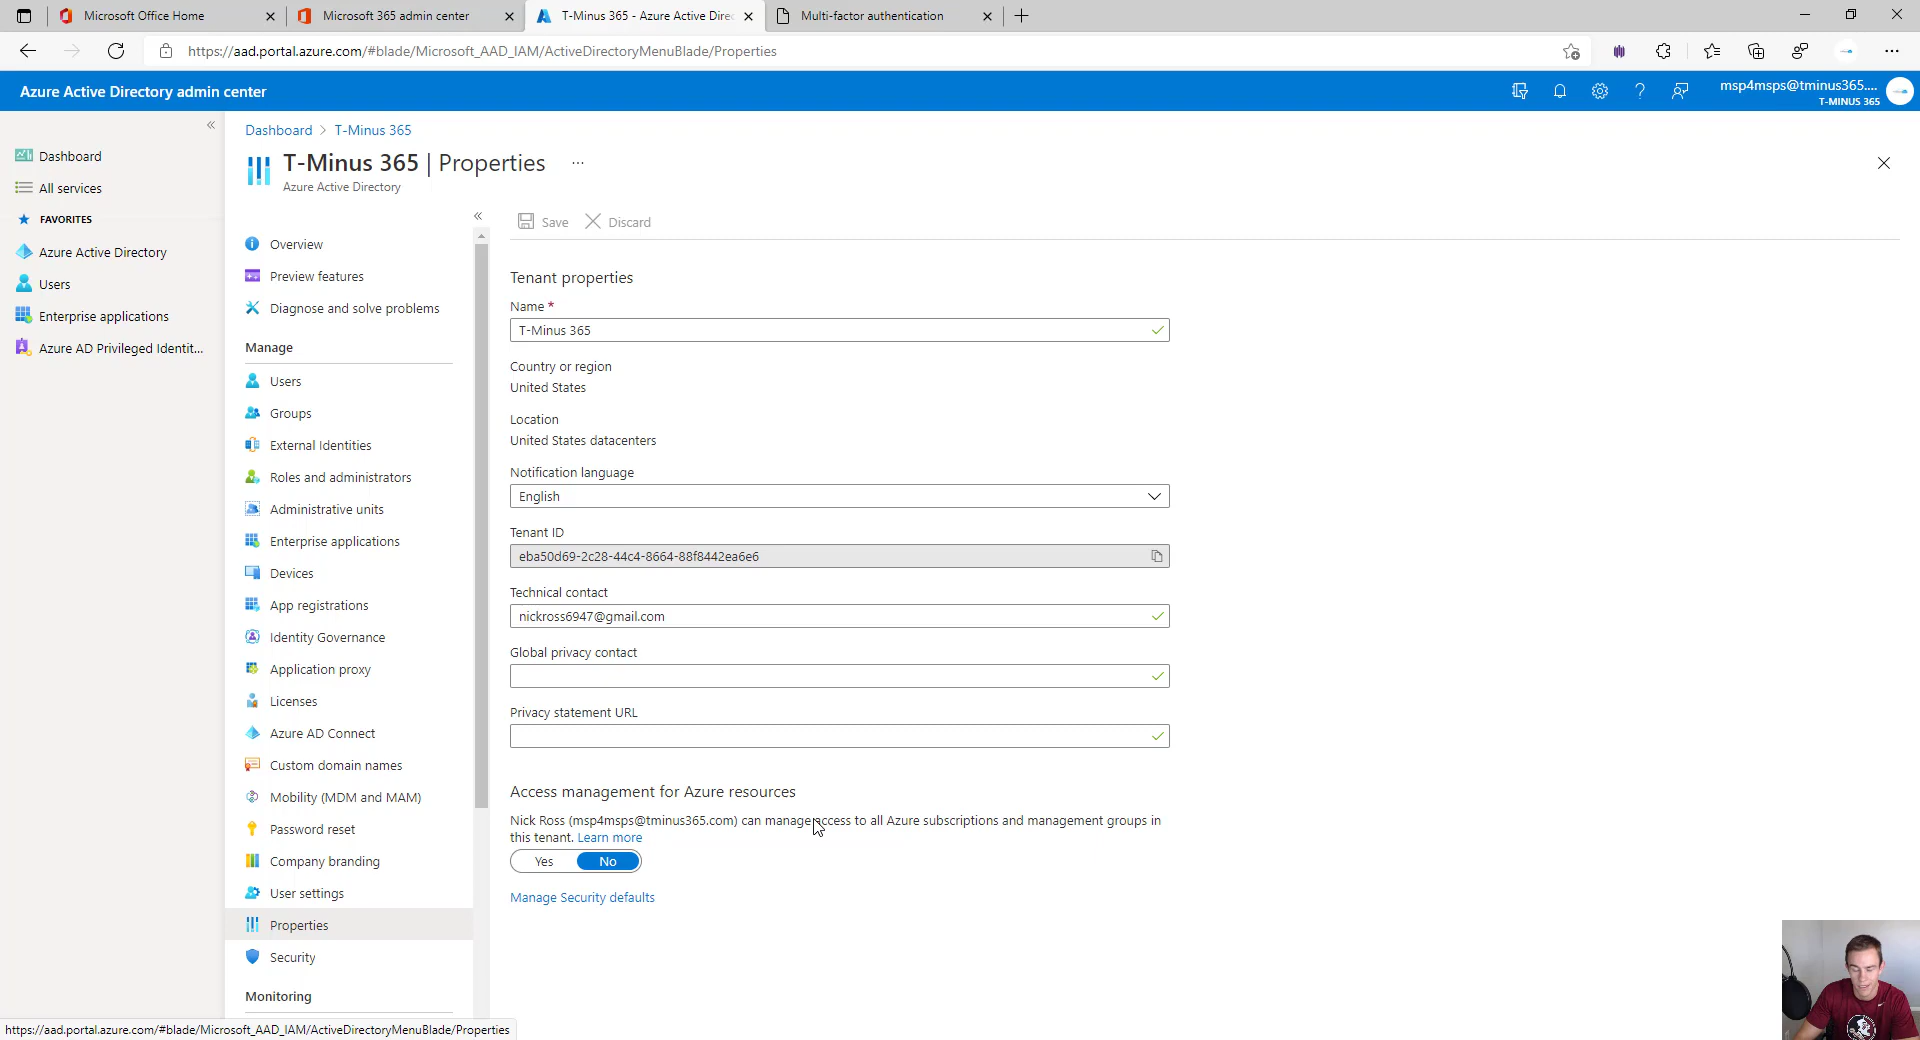 Microsoft Office Home
Microsoft 365 admin center
T-Minus 365 - Azure Active Direc
Multi-factor authentication
https://aad.portal.azure.com/#blade/Microsoft_AAD_IAM/ActiveDirectoryMenuBlade/Properties
Azure Active Directory admin center
msp4msps@tminus365....
T-MINUS 365
Dashboard
All services
FAVORITES
Azure Active Directory
Users
Enterprise applications
Azure AD Privileged Identit...
Dashboard > T-Minus 365
T-Minus 365 | Properties ...
Azure Active Directory
Overview
Preview features
Diagnose and solve problems
Manage
Users
Groups
External Identities
Roles and administrators
Administrative units
Enterprise applications
Devices
App registrations
Identity Governance
Application proxy
Licenses
Azure AD Connect
Custom domain names
Mobility (MDM and MAM)
Password reset
Company branding
User settings
Properties
Security
Monitoring
Save Discard
Tenant properties
Name *
T-Minus 365
Country or region
United States
Location
United States datacenters
Notification language
English
Tenant ID
eba50d69-2c28-44c4-8664-88f8442ea6e6
Technical contact
nickross6947@gmail.com
Global privacy contact
Privacy statement URL
Access management for Azure resources
Nick Ross (msp4msps@tminus365.com) can manage access to all Azure subscriptions and management groups in
this tenant. Learn more
Yes No
Manage Security defaults
https://aad.portal.azure.com/#blade/Microsoft_AAD_IAM/ActiveDirectoryMenuBlade/Properties